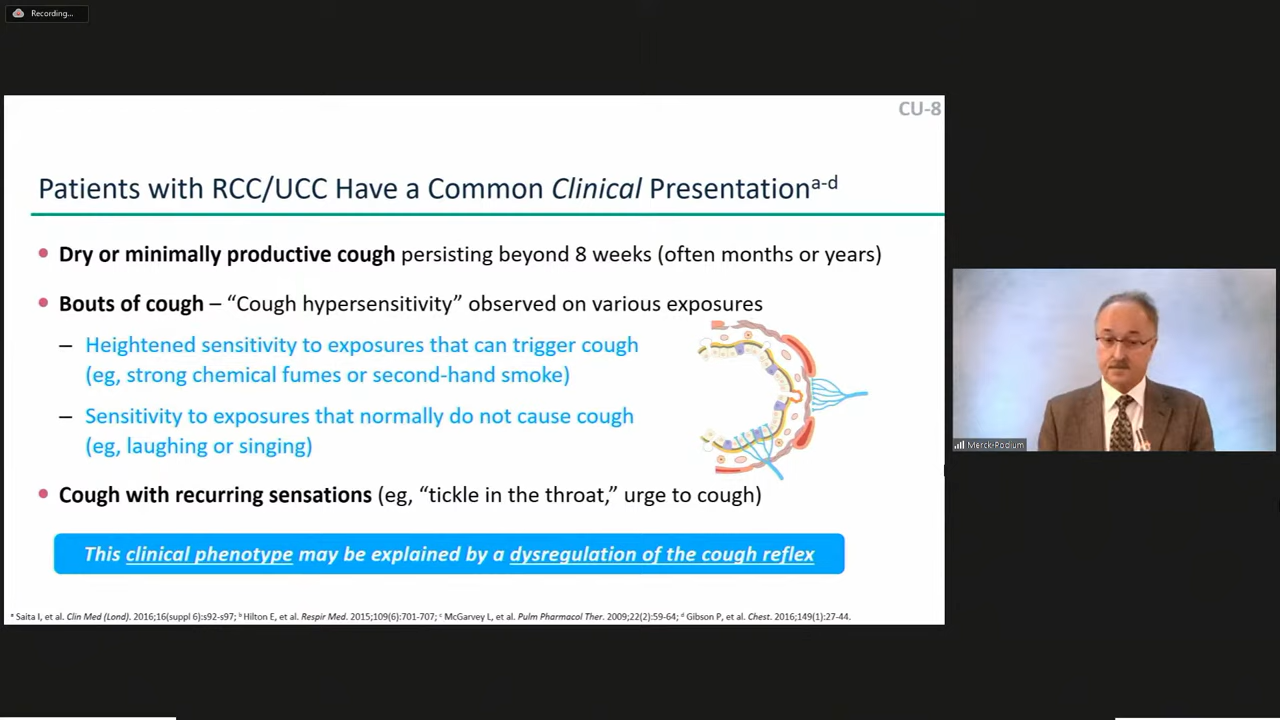 Recording...
CU-8
Patients with RCC/UCC Have a Common Clinical Presentationa-d
• Dry or minimally productive cough persisting beyond 8 weeks (often months or years)
• Bouts of cough – “Cough hypersensitivity” observed on various exposures
– Heightened sensitivity to exposures that can trigger cough
(eg, strong chemical fumes or second-hand smoke)
– Sensitivity to exposures that normally do not cause cough
(eg, laughing or singing)
• Cough with recurring sensations (eg, “tickle in the throat,” urge to cough)
This clinical phenotype may be explained by a dysregulation of the cough reflex
a Saita I, et al. Clin Med (Lond). 2016;16(suppl 6):s92-s97; b Hilton E, et al. Respir Med. 2015;109(6):701-707; c McGarvey L, et al. Pulm Pharmacol Ther. 2009;22(2):59-64; d Gibson P, et al. Chest. 2016;149(1):27-44.
Merck-Podium